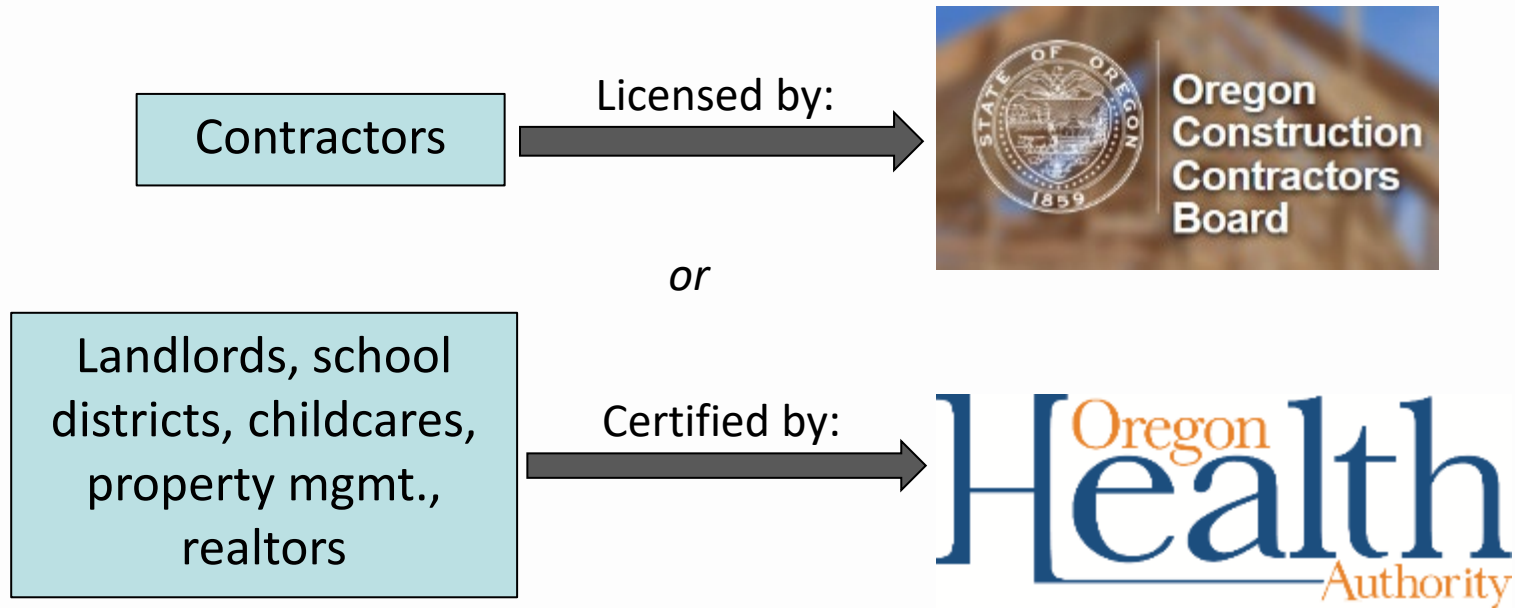 Contractors
Licensed by:
STATE OF OREGON
1859
Oregon
Construction
Contractors
Board
or
Landlords, school
districts, childcares,
property mgmt.,
realtors
Certified by:
Oregon
Health
Authority